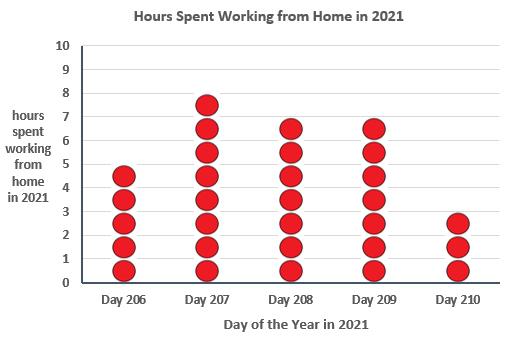 Hours Spent Working from Home in 2021
10
9
8
7
6
5
4
3
2
1
0
hours
spent
working
from
home
in 2021
Day 206 Day 207 Day 208 Day 209 Day 210
Day of the Year in 2021